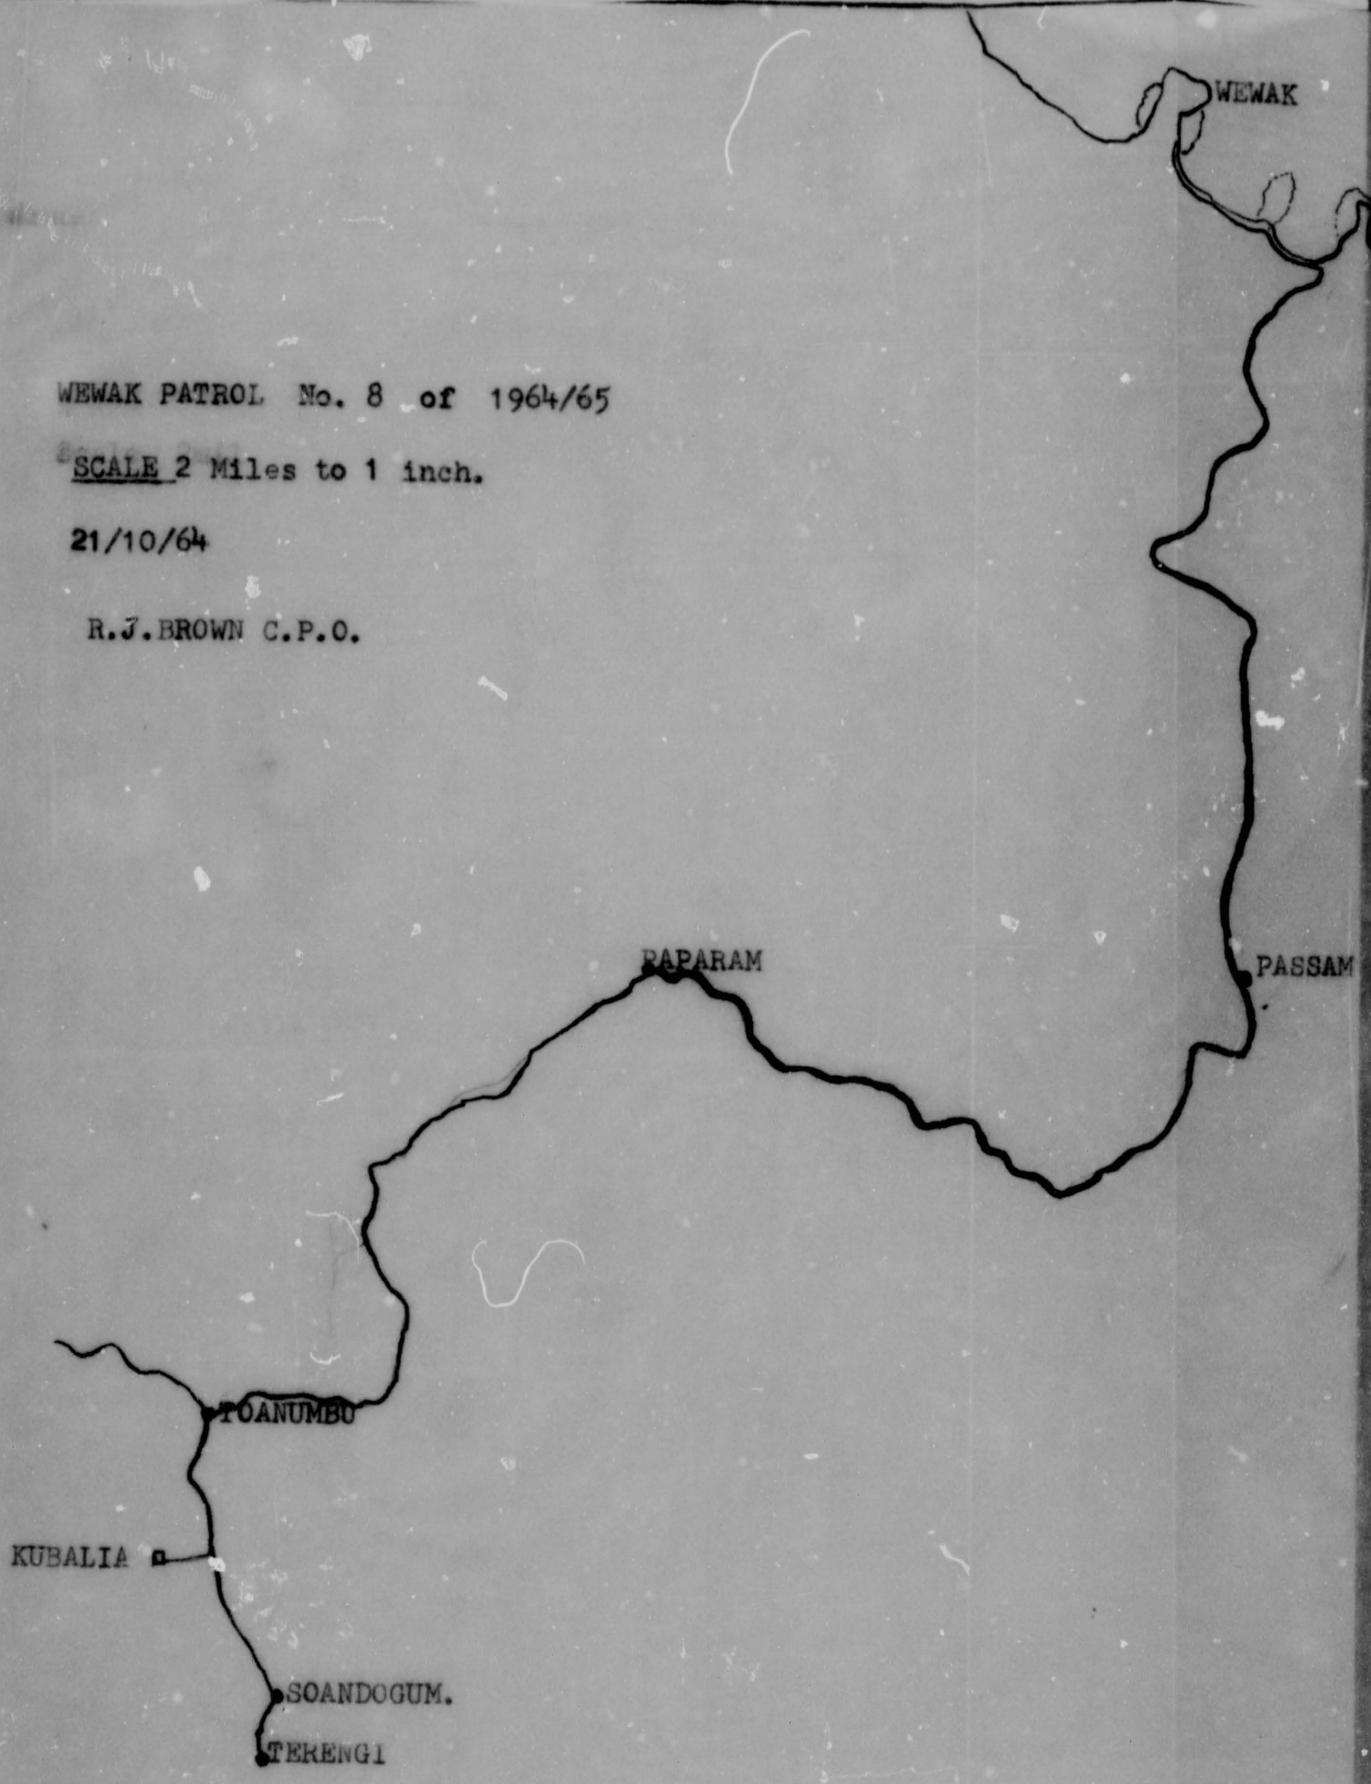 WEWAK
WEWAK PATROL No. 8 of 1964/65
SCALE 2 Miles to 1 inch.
21/10/64
R.J.BROWN C.P.O.
PAPARAM
PASSAM
TOANUMBU
KUBALIA
SOANDOGUM.
TERENGI